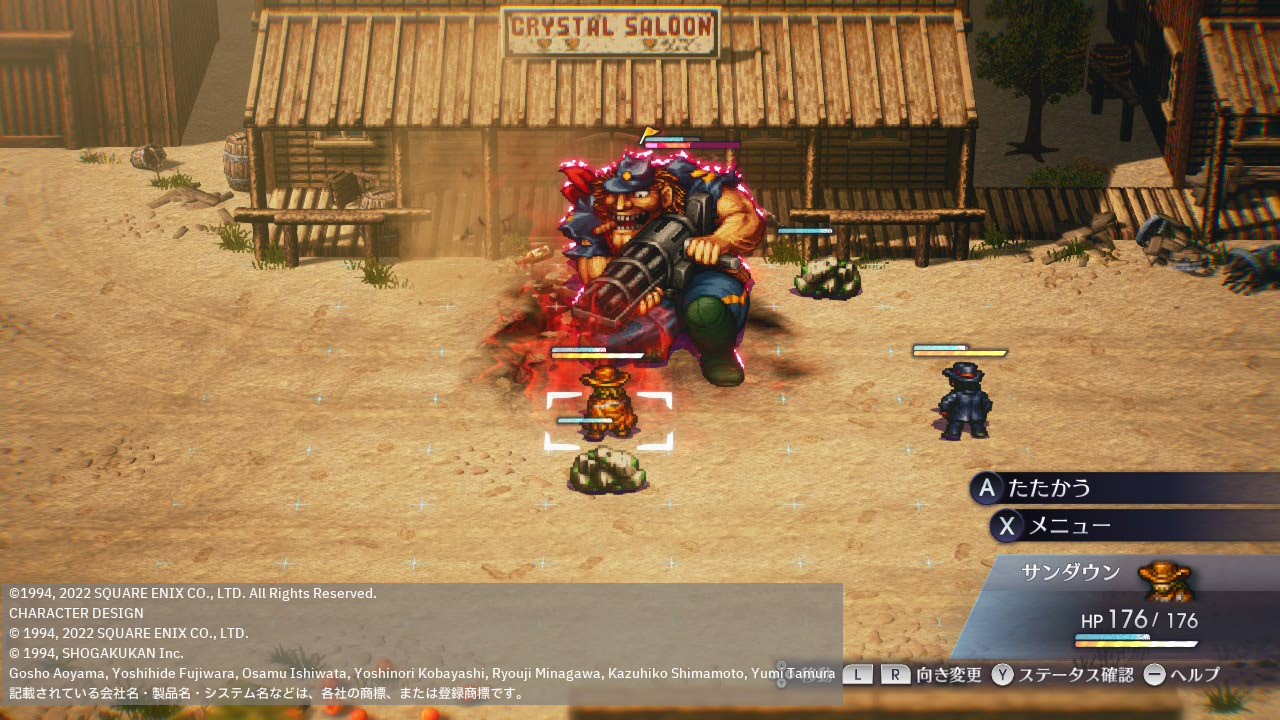 CRYSTAL SALOON
A たたかう
X メニュー
サンダウン
HP 176/ 176
L R 向き変更 Y ステータス確認 ヘルプ
©1994, 2022 SQUARE ENIX CO., LTD. All Rights Reserved.
CHARACTER DESIGN
© 1994, 2022 SQUARE ENIX CO., LTD.
© 1994, SHOGAKUKAN Inc.
Gosho Aoyama, Yoshihide Fujiwara, Osamu Ishiwata, Yoshinori Kobayashi, Ryouji Minagawa, Kazuhiko Shimamoto, Yumi Tamura
記載されている会社名・製品名・システム名などは、各社の商標、または登録商標です。